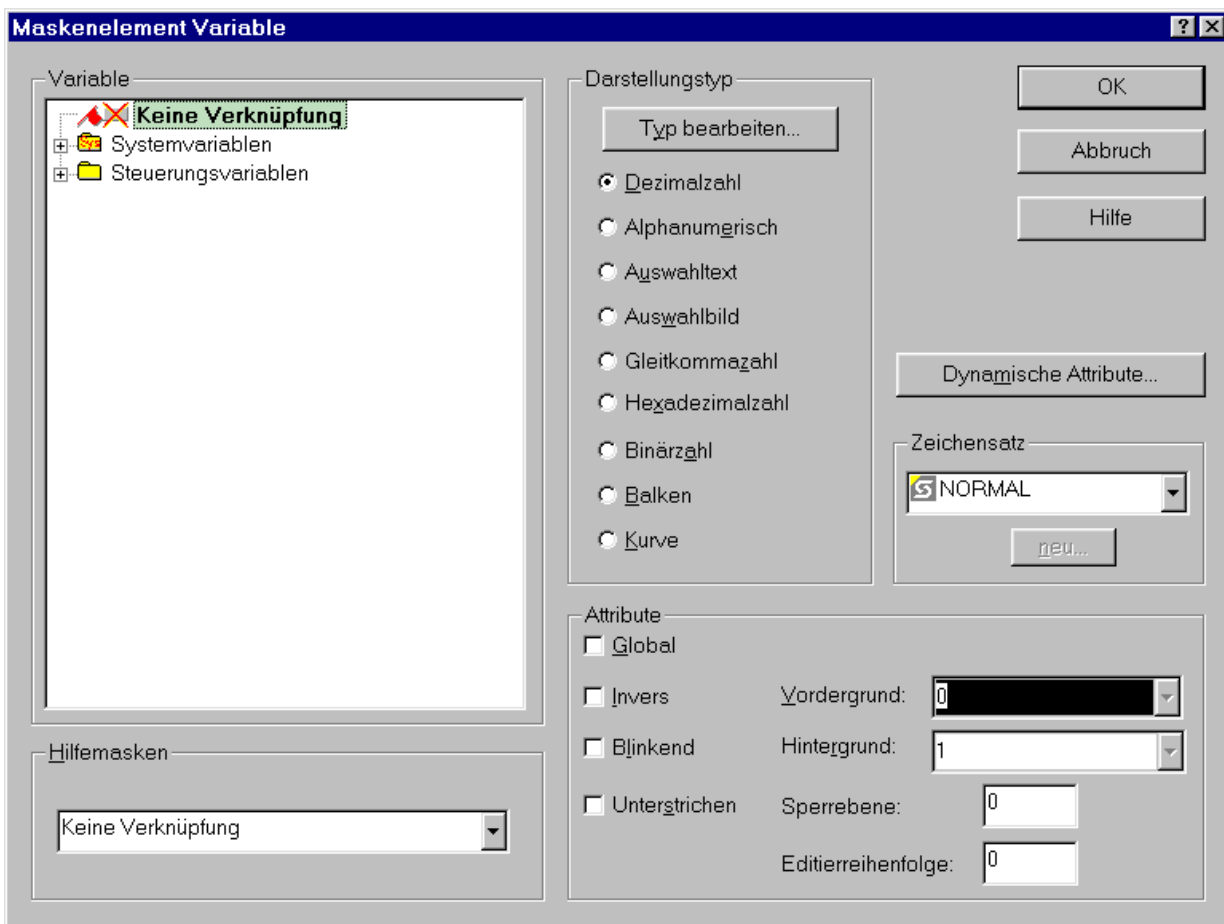 Maskenelement Variable
Variable
Keine Verknüpfung
Sys Systemvariablen
Steuerungsvariablen
Hilfemasken
Keine Verknüpfung
Darstellungstyp
Typ bearbeiten...
Dezimalzahl
Alphanumerisch
Auswahltext
Auswahlbild
Gleitkommazahl
Hexadezimalzahl
Binärzahl
Balken
Kurve
OK
Abbruch
Hilfe
Dynamische Attribute...
Zeichensatz
NORMAL
neu...
Attribute
Global
Invers
Vordergrund: 0
Blinkend
Hintergrund: 1
Unterstrichen
Sperrebene: 0
Editierreihenfolge: 0